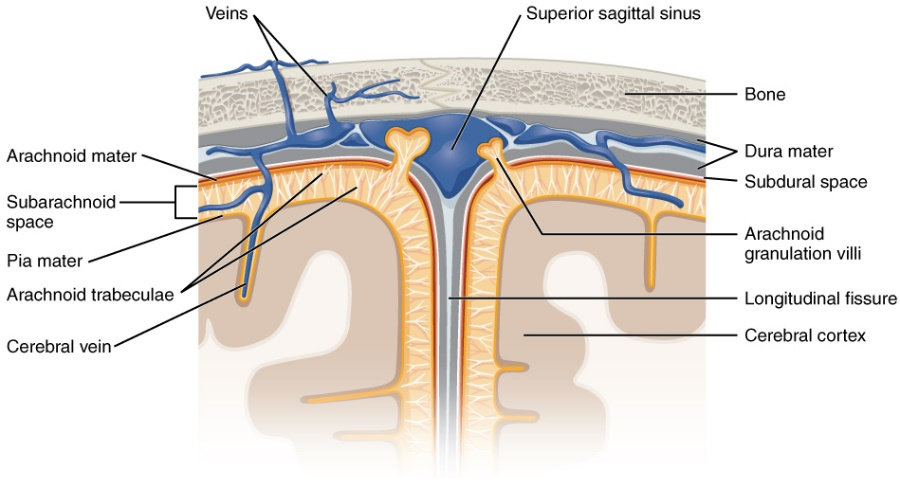 Veins
Superior sagittal sinus
Bone
Arachnoid mater
Dura mater
Subdural space
Subarachnoid
space
Arachnoid
granulation villi
Pia mater
Arachnoid trabeculae
Longitudinal fissure
Cerebral cortex
Cerebral vein